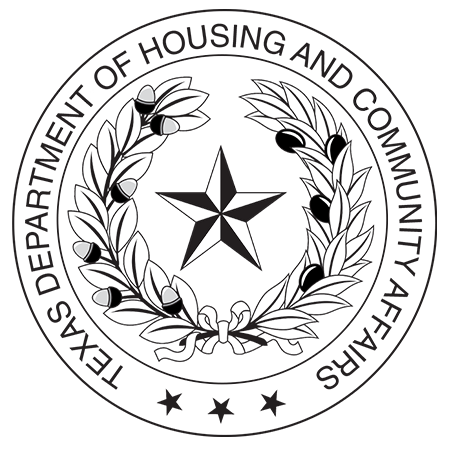 TEXAS DEPARTMENT OF HOUSING AND COMMUNITY AFFAIRS